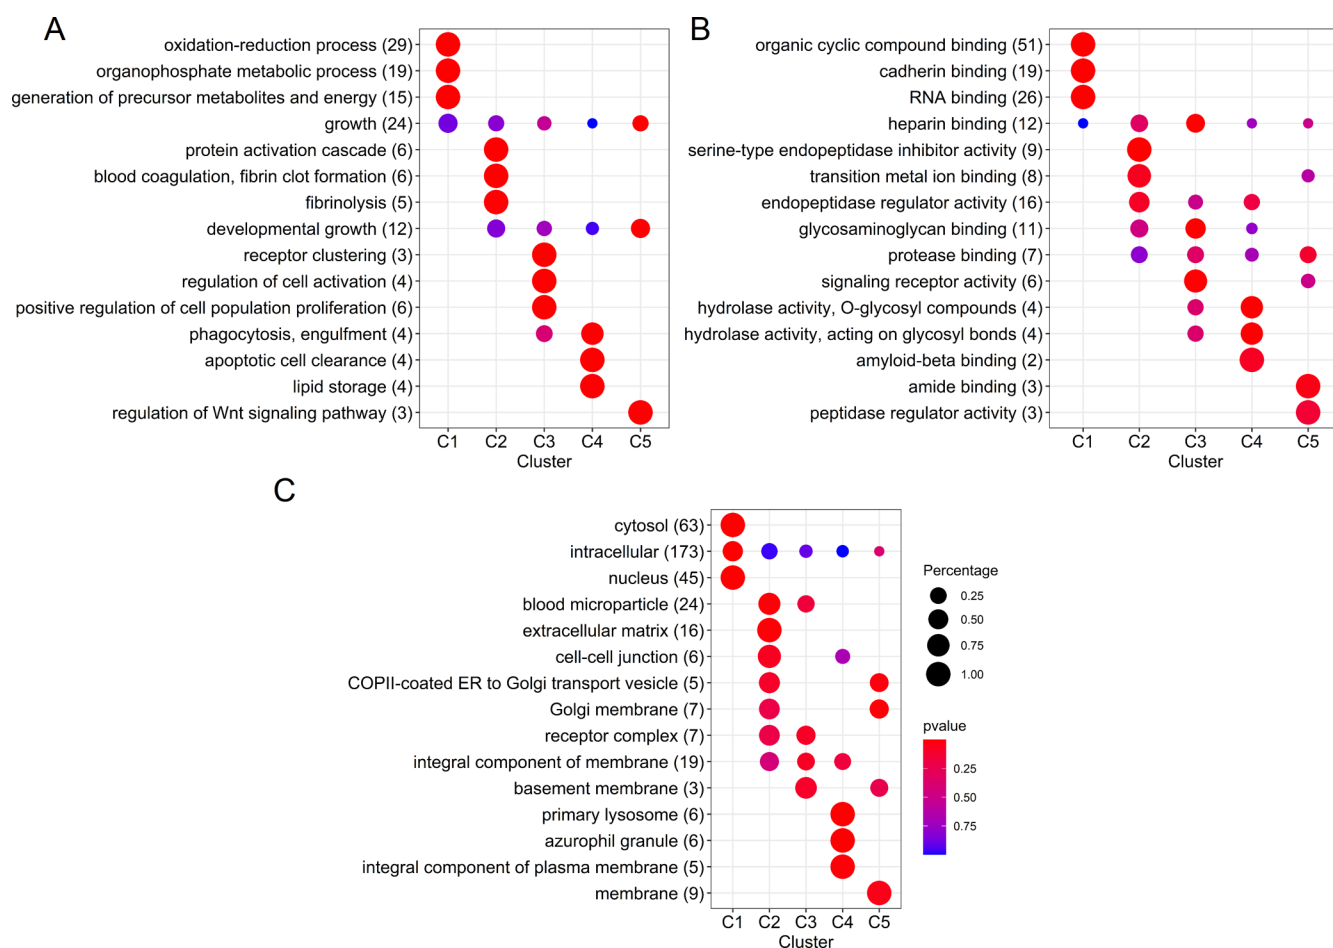 A
oxidation-reduction process (29)
organophosphate metabolic process (19)
generation of precursor metabolites and energy (15)
growth (24)
protein activation cascade (6)
blood coagulation, fibrin clot formation (6)
fibrinolysis (5)
developmental growth (12)
receptor clustering (3)
regulation of cell activation (4)
positive regulation of cell population proliferation (6)
phagocytosis, engulfment (4)
apoptotic cell clearance (4)
lipid storage (4)
regulation of Wnt signaling pathway (3)
C1 C2 C3 C4 C5
Cluster
B
organic cyclic compound binding (51)
cadherin binding (19)
RNA binding (26)
heparin binding (12)
serine-type endopeptidase inhibitor activity (9)
transition metal ion binding (8)
endopeptidase regulator activity (16)
glycosaminoglycan binding (11)
protease binding (7)
signaling receptor activity (6)
hydrolase activity, O-glycosyl compounds (4)
hydrolase activity, acting on glycosyl bonds (4)
amyloid-beta binding (2)
amide binding (3)
peptidase regulator activity (3)
C1 C2 C3 C4 C5
Cluster
C
cytosol (63)
intracellular (173)
nucleus (45)
blood microparticle (24)
extracellular matrix (16)
cell-cell junction (6)
COPII-coated ER to Golgi transport vesicle (5)
Golgi membrane (7)
receptor complex (7)
integral component of membrane (19)
basement membrane (3)
primary lysosome (6)
azurophil granule (6)
integral component of plasma membrane (5)
membrane (9)
C1 C2 C3 C4 C5
Cluster
Percentage
0.25
0.50
0.75
1.00
pvalue
0.25
0.50
0.75